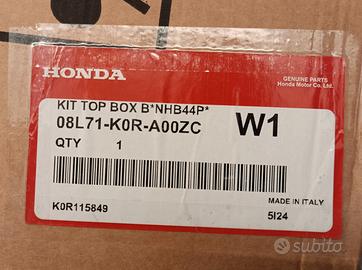 HONDA
GENUINE PARTS
Honda Motor Co., Ltd.
KIT TOP BOX B*NHB44P*
08L71-K0R-A00ZC W1
QTY 1
MADE IN ITALY
K0R115849 5I24
subito